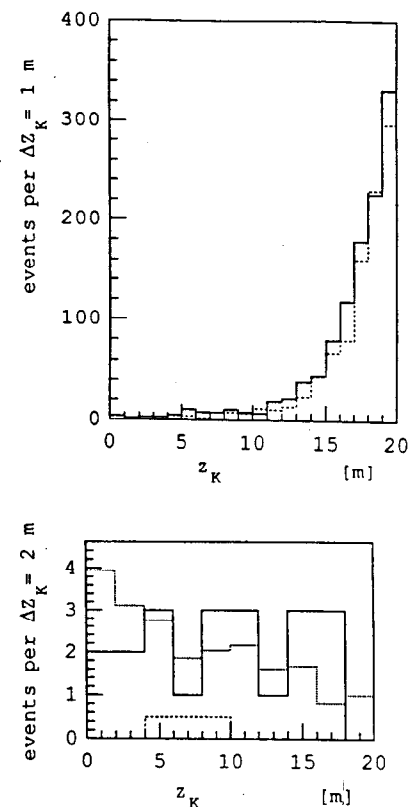 400
300
200
100
0
events per ΔZ_K = 1 m
0 5 10 15 20
z_K [m]
events per ΔZ_K = 2 m
4
3
2
1
0
0 5 10 15 20
z_K [m]